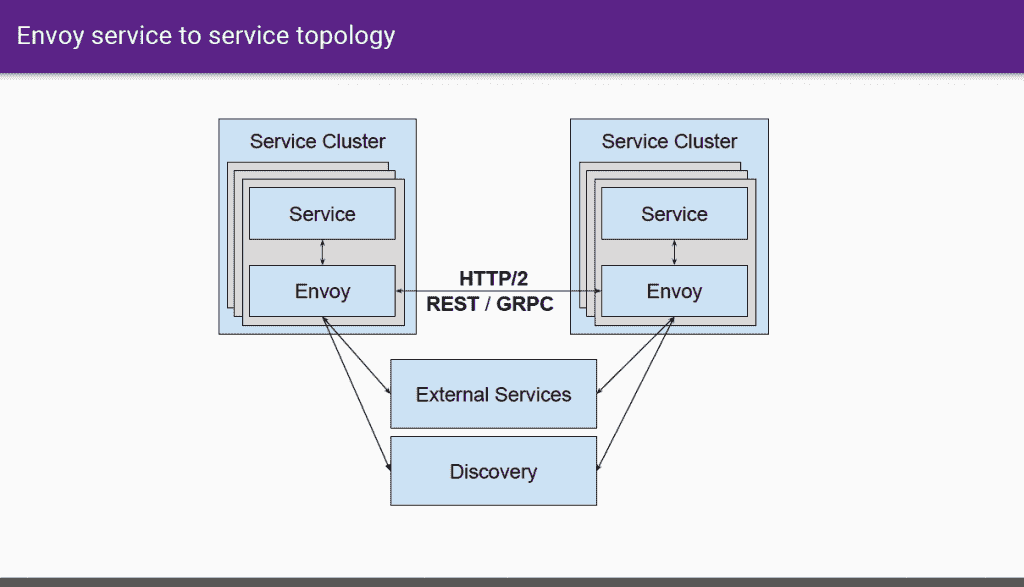 Envoy service to service topology
Service Cluster
Service
Envoy
HTTP/2
REST / GRPC
Service Cluster
Service
Envoy
External Services
Discovery